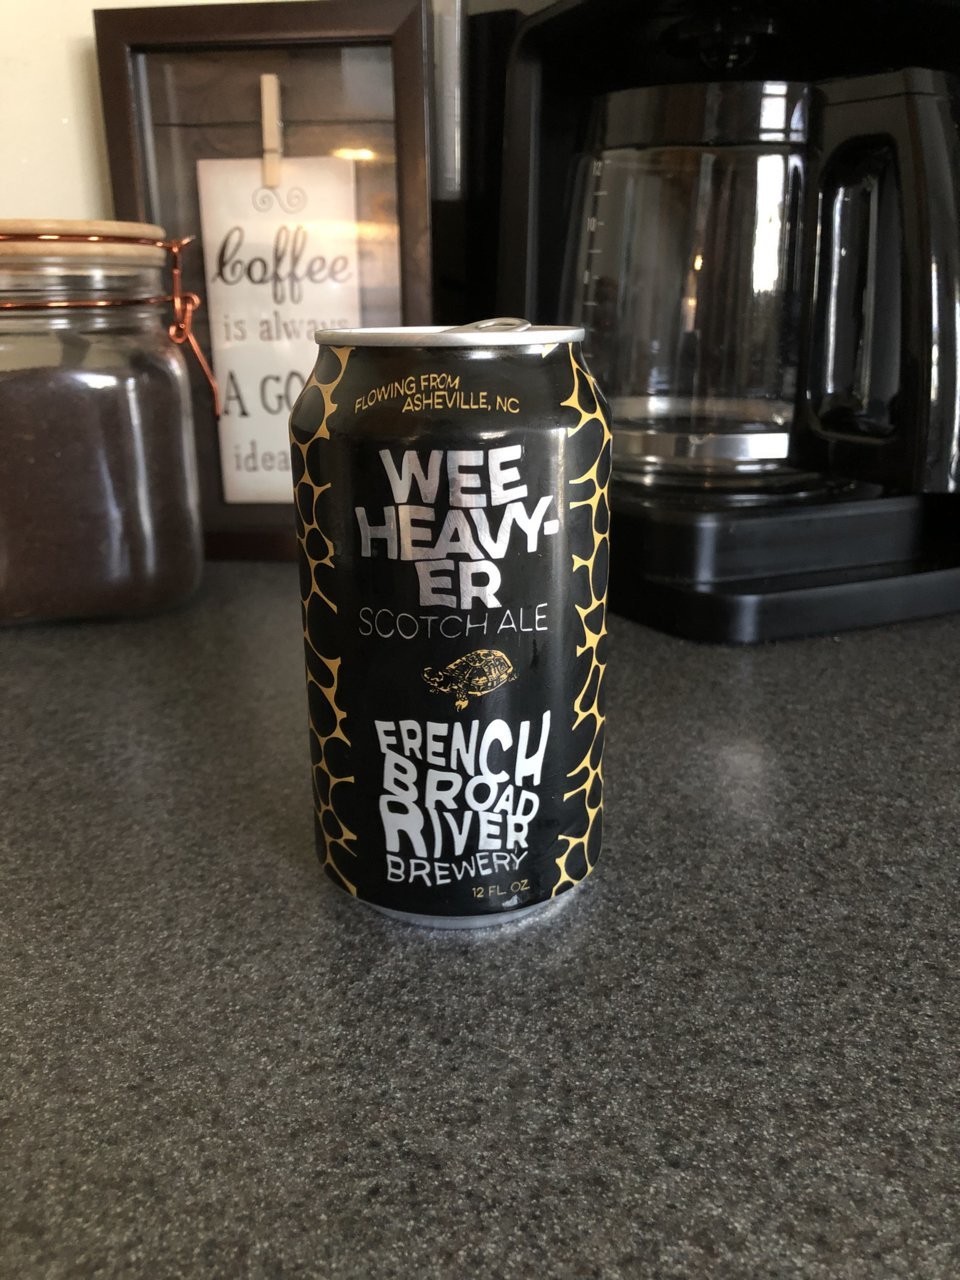 Coffee
is always
A GO
idea
FLOWING FROM
ASHEVILLE, NC
WEE
HEAVY-
ER
SCOTCH ALE
FRENCH
BROAD
RIVER
BREWERY
12 FL OZ